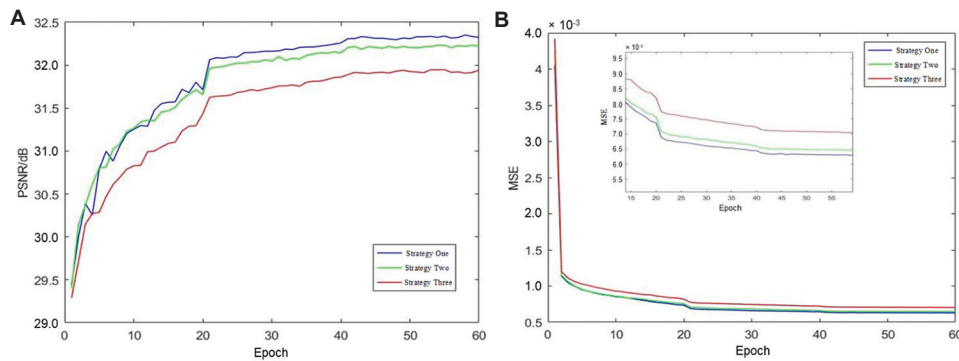 A
32.5
32.0
31.5
31.0
30.5
30.0
29.5
29.0
PSNR/dB
0 10 20 30 40 50 60
Epoch
Strategy One
Strategy Two
Strategy Three
B
4.0 × 10⁻³
3.5
3.0
2.5
2.0
1.5
1.0
0.5
MSE
0 10 20 30 40 50 60
Epoch
Strategy One
Strategy Two
Strategy Three
9.5
9.0
8.5
8.0
7.5
7.0
6.5
6.0
5.5
MSE
15 20 25 30 35 40 45 50 55
Epoch